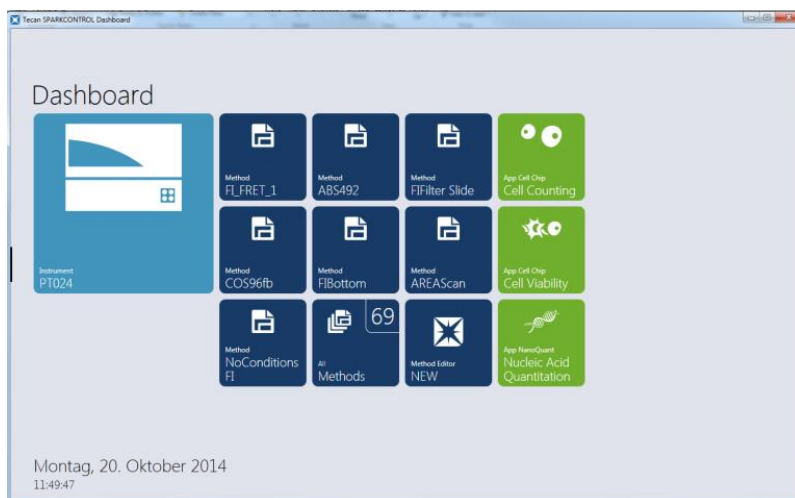 Tecan SPARKCONTROL Dashboard
Dashboard
Instrument
PT024
Method
FI_FRET_1
Method
ABS492
Method
FIFilter Slide
App Cell Chip
Cell Counting
Method
COS96fb
Method
FIBottom
Method
AREAScan
App Cell Chip
Cell Viability
Method
NoConditions
FI
69
All
Methods
Method Editor
NEW
App NanoQuant
Nucleic Acid
Quantitation
Montag, 20. Oktober 2014
11:49:47